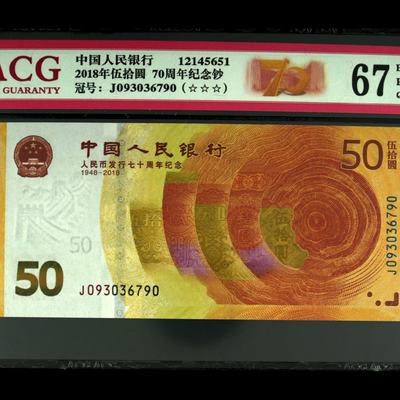 ACG
GUARANTY
中国人民银行 12145651
2018年伍拾圆 70周年纪念钞
冠号: J093036790 (☆☆☆)
70
67
中国人民银行
人民币发行七十周年纪念
1948-2018
50 伍拾圆
50
50
J093036790
J093036790